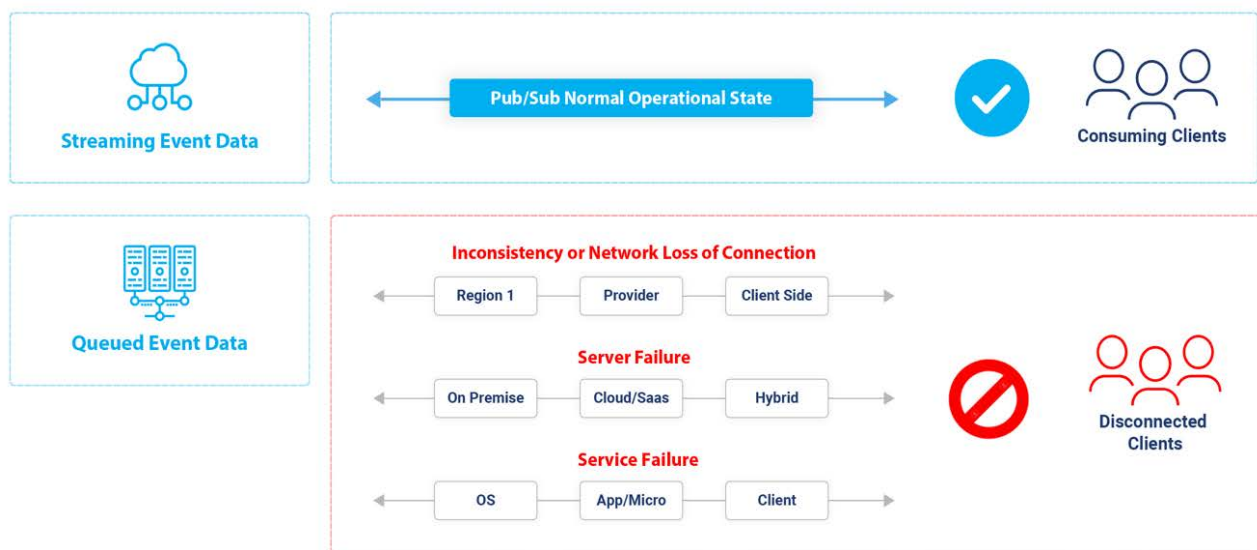 Streaming Event Data
Pub/Sub Normal Operational State
Consuming Clients
Queued Event Data
Inconsistency or Network Loss of Connection
Region 1
Provider
Client Side
Server Failure
On Premise
Cloud/Saas
Hybrid
Service Failure
OS
App/Micro
Client
Disconnected
Clients